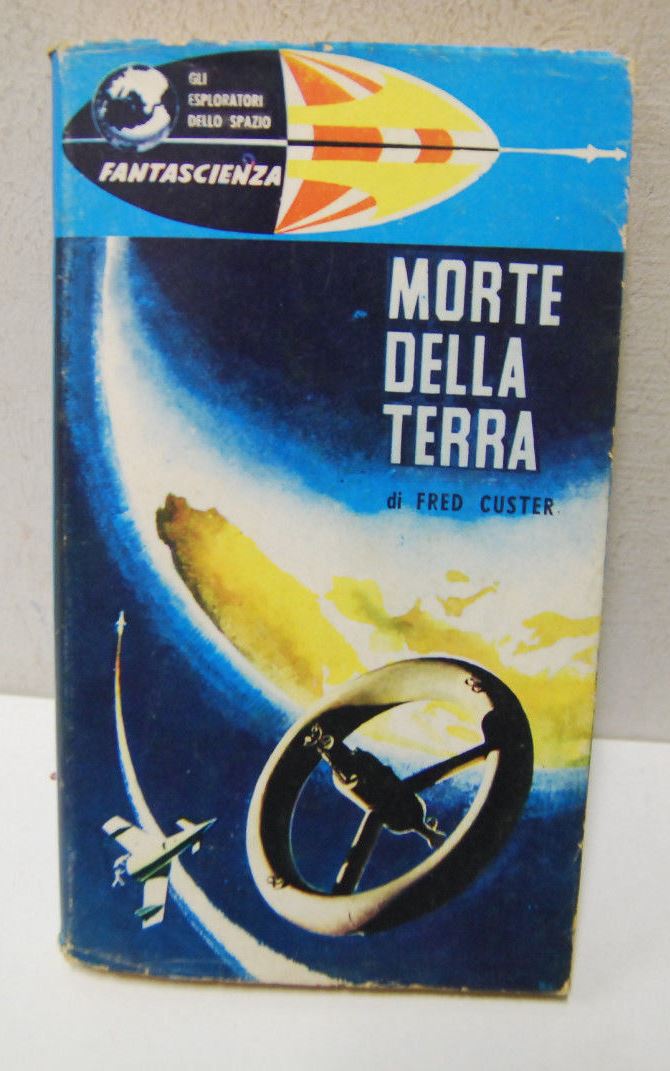 GLI
ESPLORATORI
DELLO SPAZIO
FANTASCIENZA
MORTE
DELLA
TERRA
di FRED CUSTER